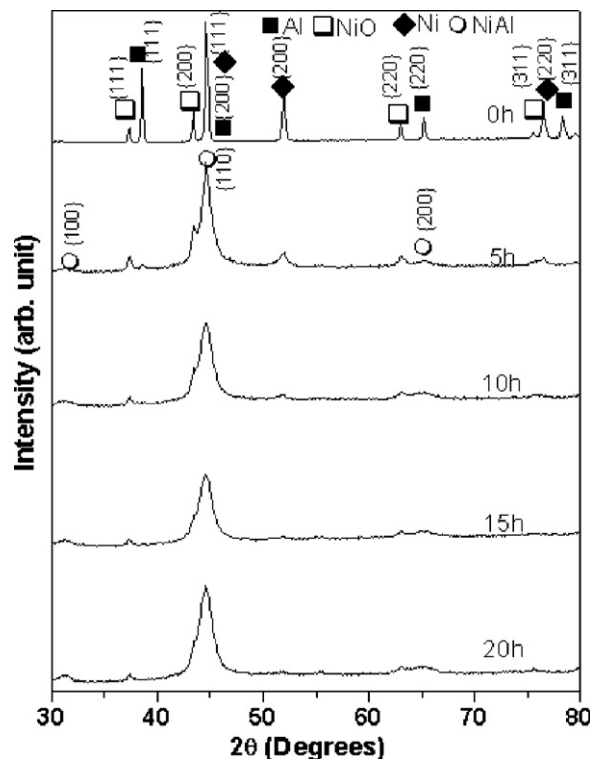 Al NiO Ni NiAl
{111} {111} {200} {111} {200} {200} {220} {220} {311} {220} {311}
0h
{100} {110} {200}
5h
10h
15h
20h
30 40 50 60 70 80
2θ (Degrees)
Intensity (arb. unit)